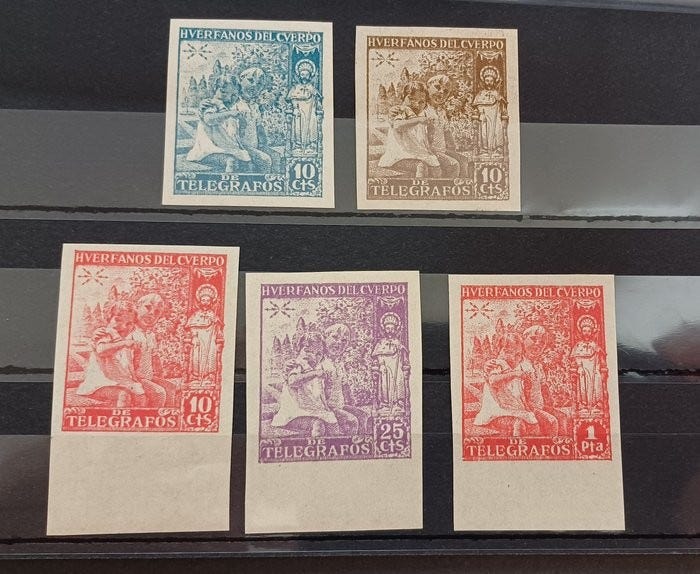 HVERFANOS DEL CVERPO
10
Cts
DE
TELEGRAFOS
HVERFANOS DEL CVERPO
10
Cts
DE
TELEGRAFOS
HVERFANOS DEL CVERPO
10
Cts
DE
TELEGRAFOS
HVERFANOS DEL CVERPO
25
Cts
DE
TELEGRAFOS
HVERFANOS DEL CVERPO
1
Pta
DE
TELEGRAFOS